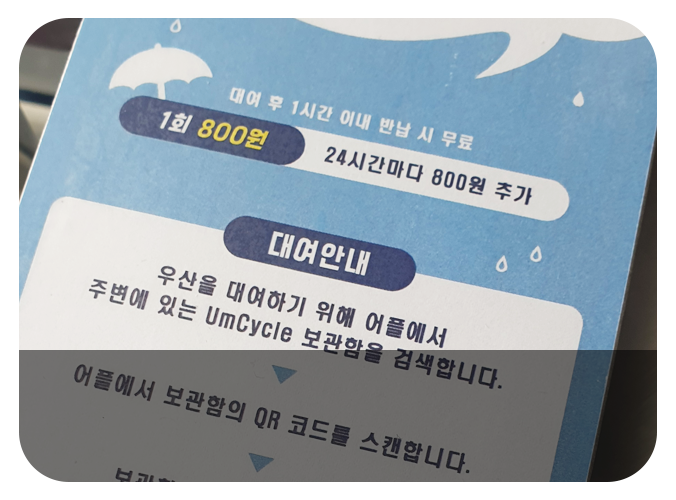 대여 후 1시간 이내 반납 시 무료
1회 800원
24시간마다 800원 추가
대여안내
우산을 대여하기 위해 어플에서
주변에 있는 UmCycle 보관함을 검색합니다.
어플에서 보관함의 QR 코드를 스캔합니다.